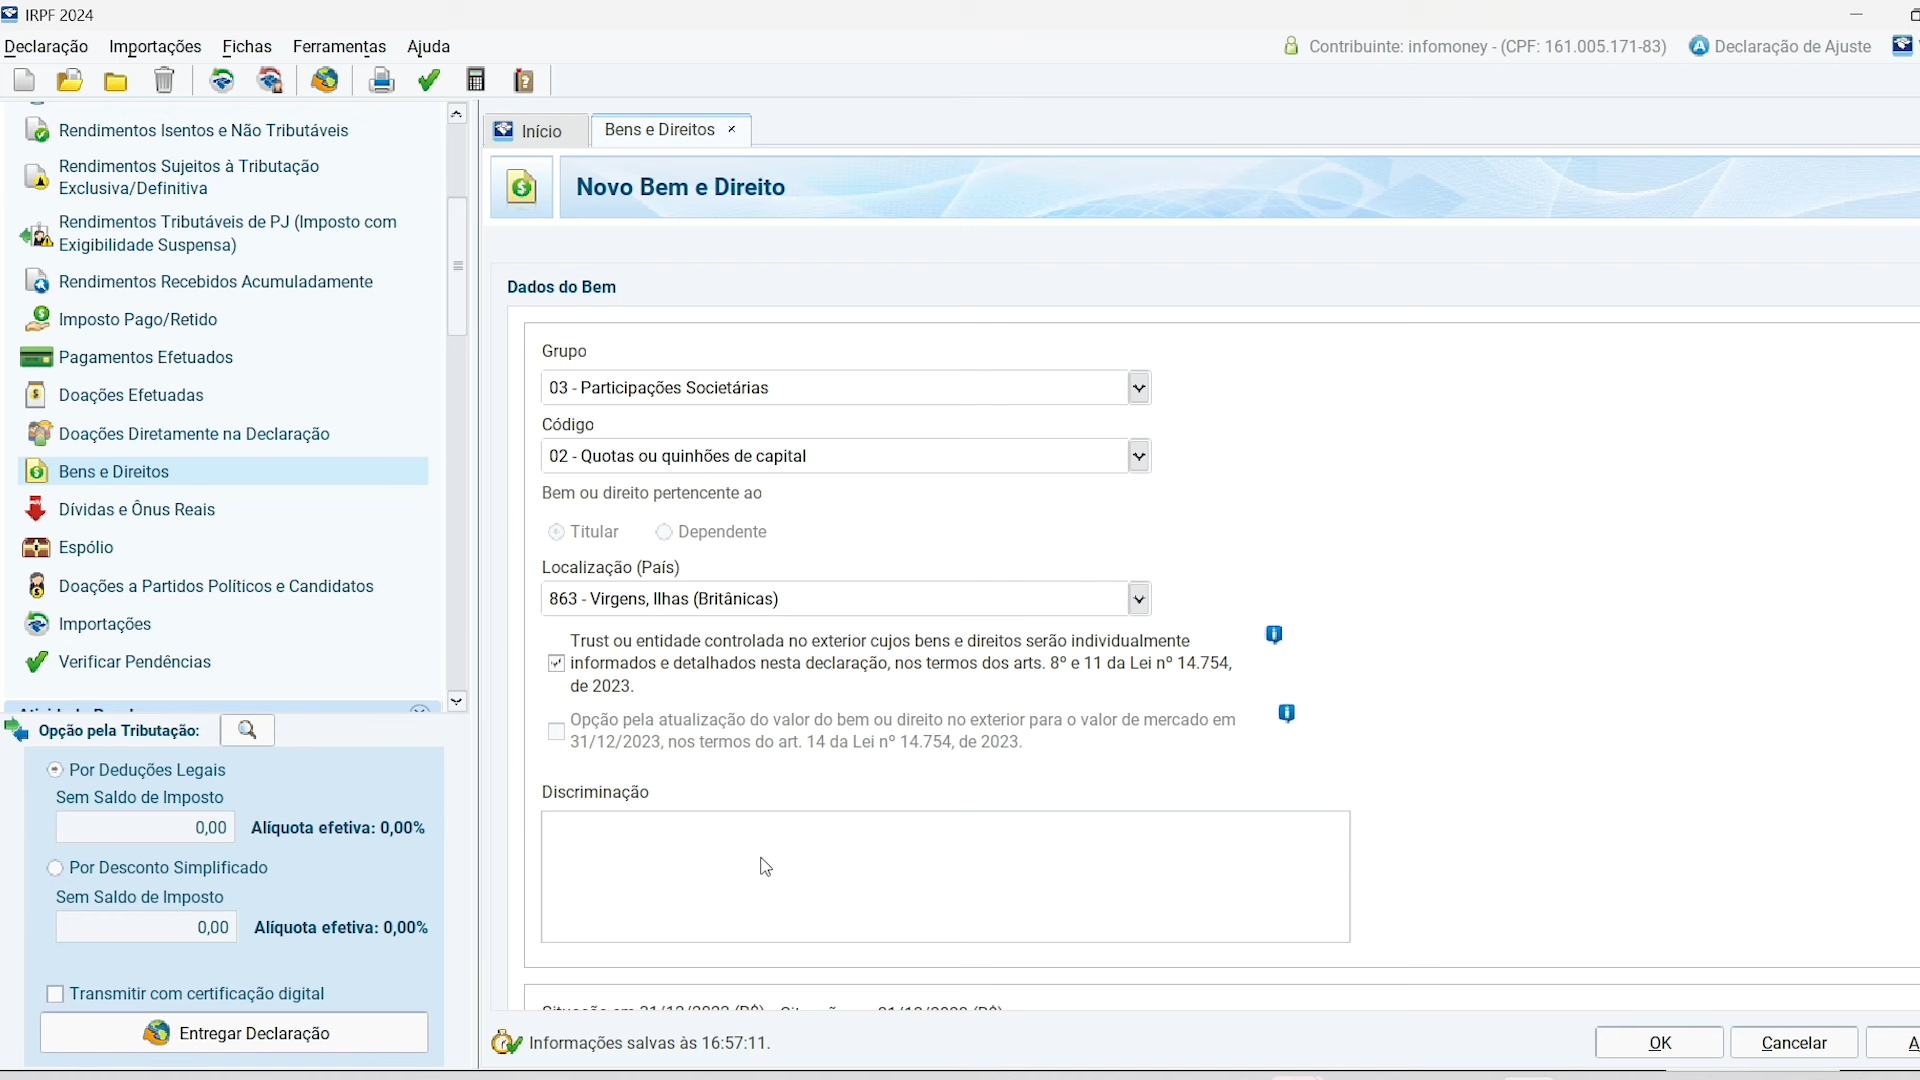 IRPF 2024
Declaração Importações Fichas Ferramentas Ajuda
Contribuinte: infomoney - (CPF: 161.005.171-83) Declaração de Ajuste
Rendimentos Isentos e Não Tributáveis
Rendimentos Sujeitos à Tributação
Exclusiva/Definitiva
Rendimentos Tributáveis de PJ (Imposto com
Exigibilidade Suspensa)
Rendimentos Recebidos Acumuladamente
Imposto Pago/Retido
Pagamentos Efetuados
Doações Efetuadas
Doações Diretamente na Declaração
Bens e Direitos
Dívidas e Ônus Reais
Espólio
Doações a Partidos Políticos e Candidatos
Importações
Verificar Pendências
Opção pela Tributação:
Por Deduções Legais
Sem Saldo de Imposto
0,00 Alíquota efetiva: 0,00%
Por Desconto Simplificado
Sem Saldo de Imposto
0,00 Alíquota efetiva: 0,00%
Transmitir com certificação digital
Entregar Declaração
Início Bens e Direitos ×
Novo Bem e Direito
Dados do Bem
Grupo
03 - Participações Societárias
Código
02 - Quotas ou quinhões de capital
Bem ou direito pertencente ao
Titular Dependente
Localização (País)
863 - Virgens, Ilhas (Britânicas)
Trust ou entidade controlada no exterior cujos bens e direitos serão individualmente
informados e detalhados nesta declaração, nos termos dos arts. 8º e 11 da Lei nº 14.754,
de 2023.
Opção pela atualização do valor do bem ou direito no exterior para o valor de mercado em
31/12/2023, nos termos do art. 14 da Lei nº 14.754, de 2023.
Discriminação
Informações salvas às 16:57:11.
OK Cancelar